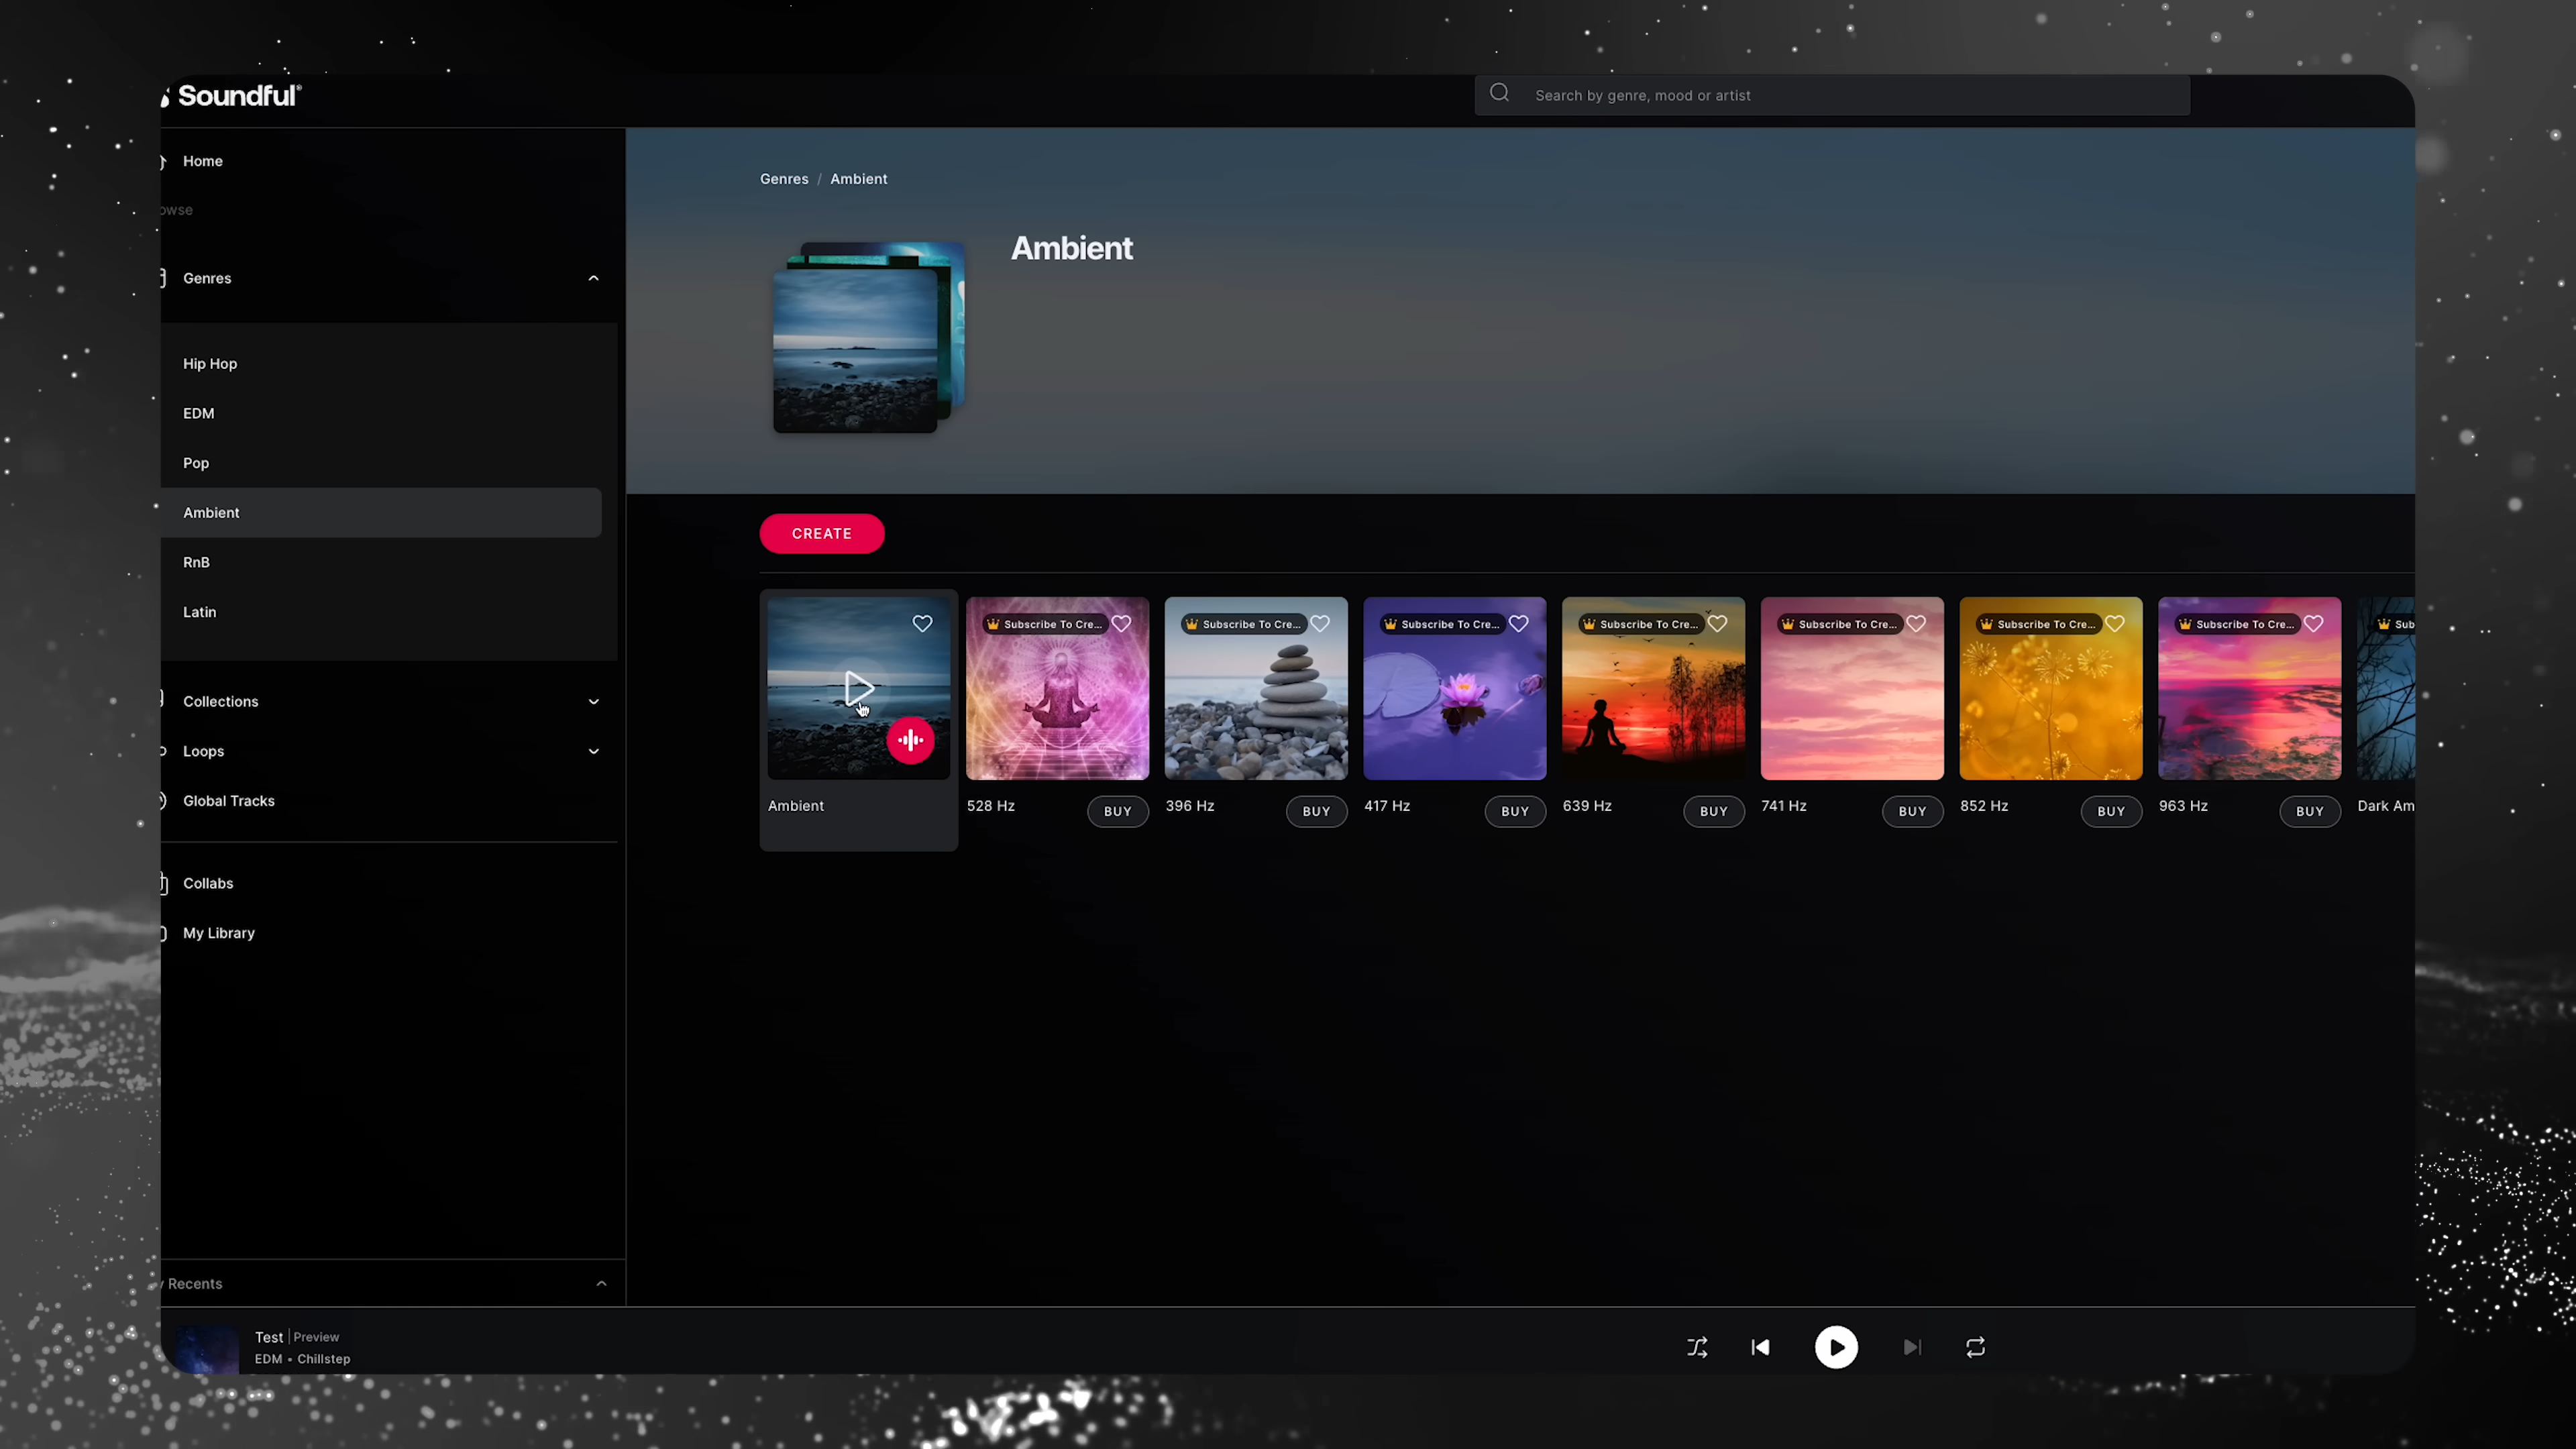 Soundful®
Search by genre, mood or artist
Home
owse
Genres
Hip Hop
EDM
Pop
Ambient
RnB
Latin
Collections
Loops
Global Tracks
Collabs
My Library
Recents
Genres / Ambient
Ambient
CREATE
Subscribe To Cre...
Subscribe To Cre...
Subscribe To Cre...
Subscribe To Cre...
Subscribe To Cre...
Subscribe To Cre...
Subscribe To Cre...
Sub
Ambient
528 Hz BUY
396 Hz BUY
417 Hz BUY
639 Hz BUY
741 Hz BUY
852 Hz BUY
963 Hz BUY
Dark Am
Test | Preview
EDM • Chillstep